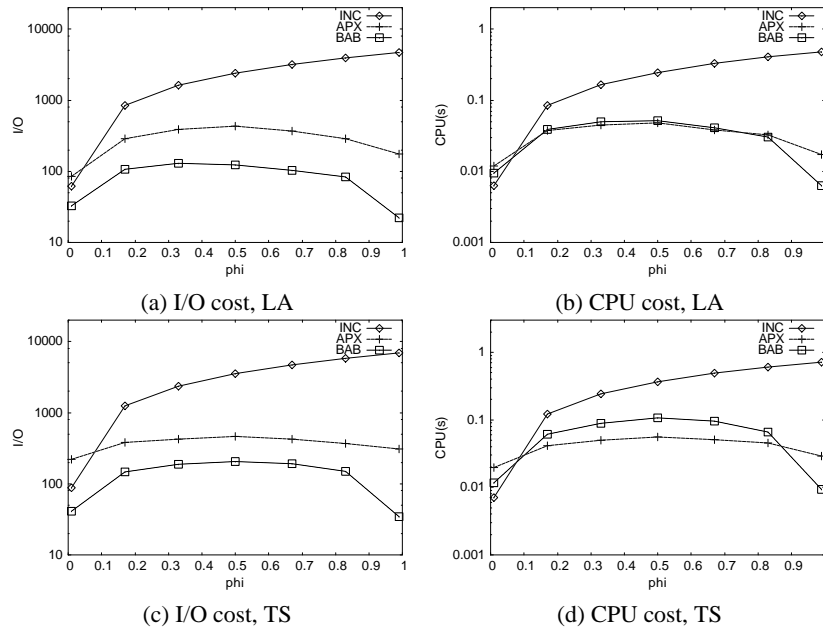 INC
APX
BAB
10000
1000
100
10
I/O
0 0.1 0.2 0.3 0.4 0.5 0.6 0.7 0.8 0.9 1
phi
(a) I/O cost, LA
INC
APX
BAB
1
0.1
0.01
0.001
CPU(s)
0 0.1 0.2 0.3 0.4 0.5 0.6 0.7 0.8 0.9
phi
(b) CPU cost, LA
INC
APX
BAB
10000
1000
100
10
I/O
0 0.1 0.2 0.3 0.4 0.5 0.6 0.7 0.8 0.9 1
phi
(c) I/O cost, TS
INC
APX
BAB
1
0.1
0.01
0.001
CPU(s)
0 0.1 0.2 0.3 0.4 0.5 0.6 0.7 0.8 0.9
phi
(d) CPU cost, TS